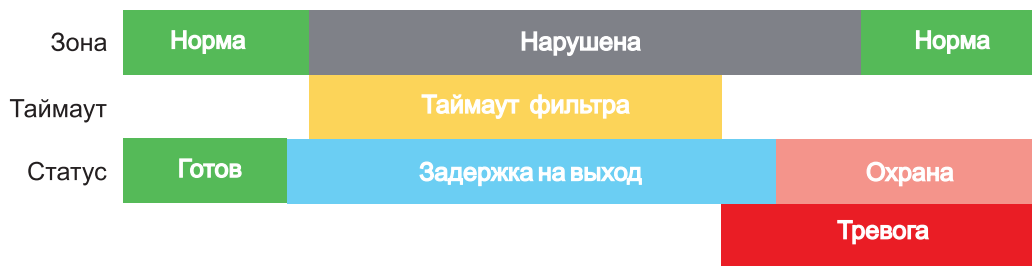 Зона Норма Нарушена Норма
Таймаут Таймаут фильтра
Статус Готов Задержка на выход Охрана
Тревога